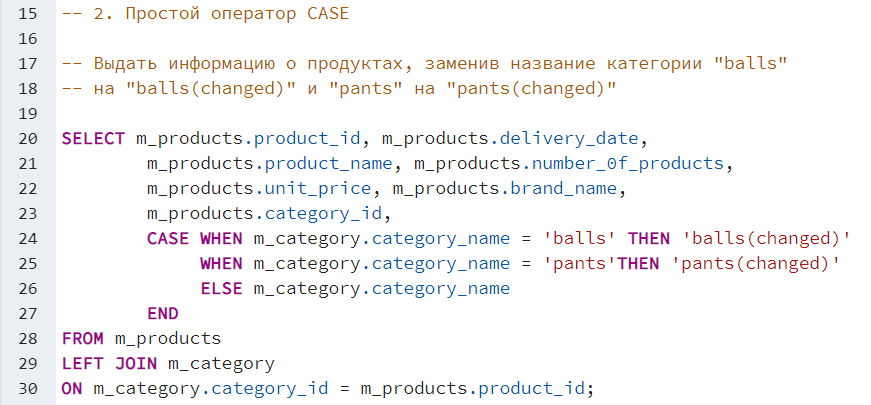 15 -- 2. Простой оператор CASE
16
17 -- Выдать информацию о продуктах, заменив название категории "balls"
18 -- на "balls(changed)" и "pants" на "pants(changed)"
19
20 SELECT m_products.product_id, m_products.delivery_date,
21 m_products.product_name, m_products.number_0f_products,
22 m_products.unit_price, m_products.brand_name,
23 m_products.category_id,
24 CASE WHEN m_category.category_name = 'balls' THEN 'balls(changed)'
25 WHEN m_category.category_name = 'pants'THEN 'pants(changed)'
26 ELSE m_category.category_name
27 END
28 FROM m_products
29 LEFT JOIN m_category
30 ON m_category.category_id = m_products.product_id;